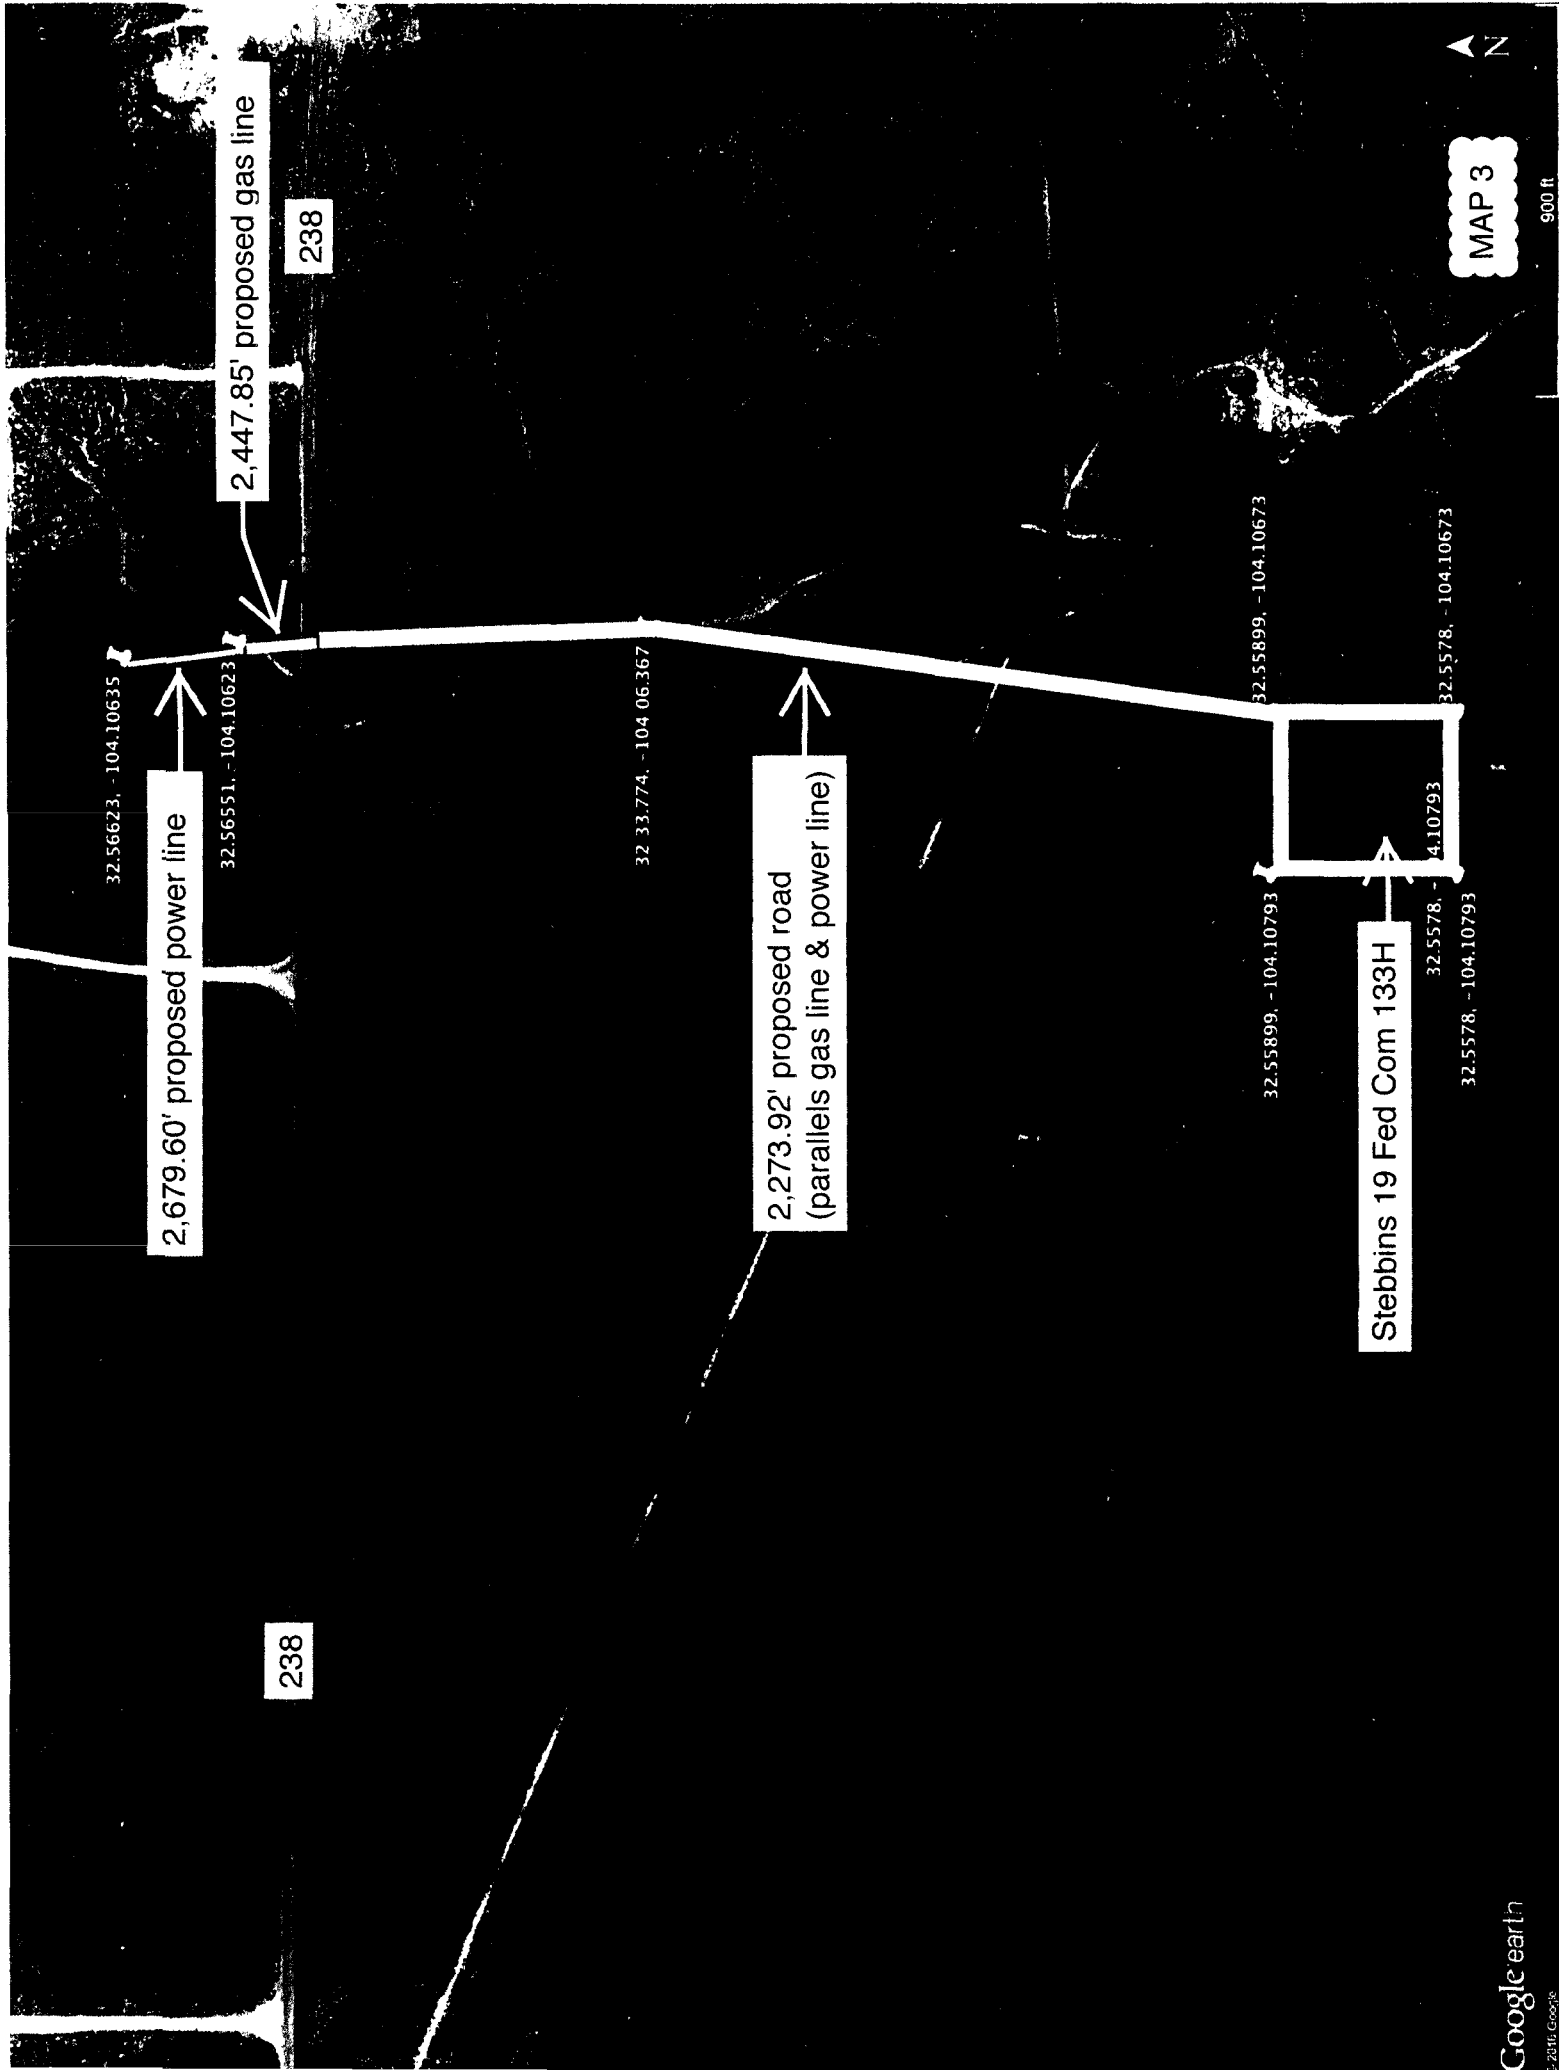 32.56623, -104.10635
2,679.60' proposed power line
32.56551, -104.10623
2,447.85' proposed gas line
238
238
32 33.774, -104 06.367
2,273.92' proposed road
(parallels gas line & power line)
32.55899, -104.10793
32.55899, -104.10673
Stebbins 19 Fed Com 133H
32.5578, - 4.10793
32.5578, -104.10673
32.5578, -104.10793
N
MAP 3
Google earth
2016 Google
900 ft